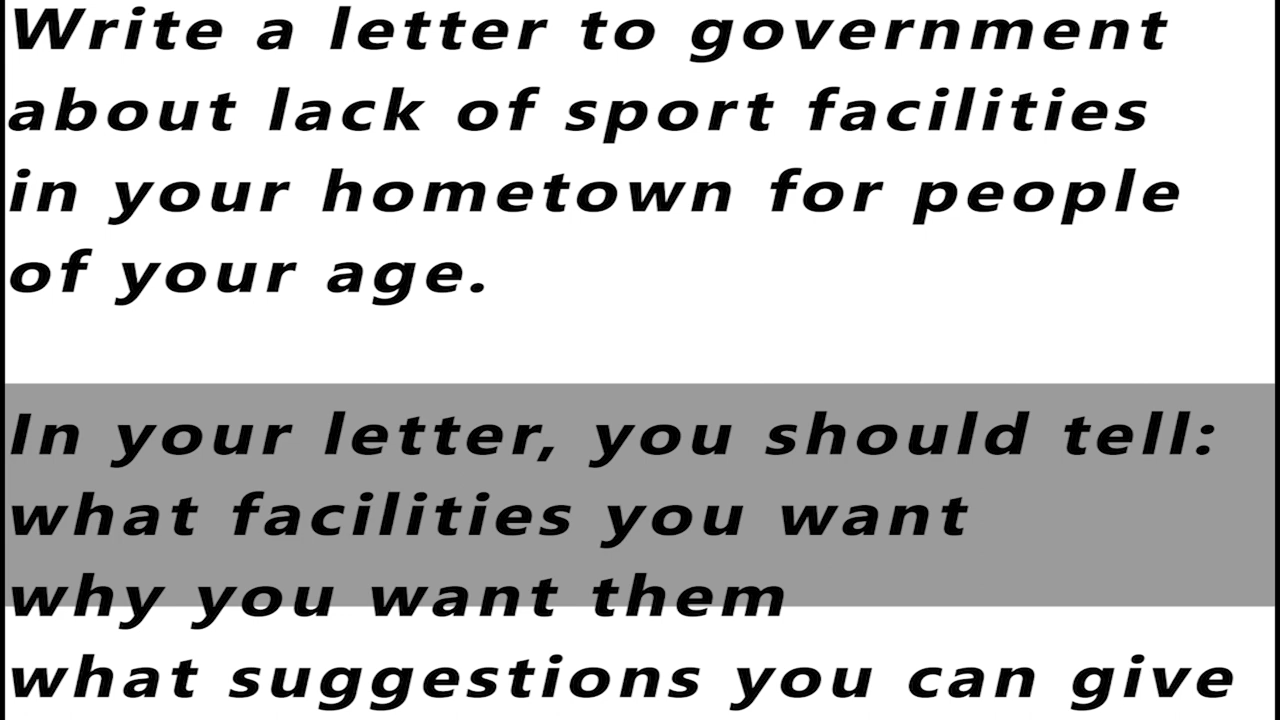 Write a letter to government
about lack of sport facilities
in your hometown for people
of your age.
In your letter, you should tell:
what facilities you want
why you want them
what suggestions you can give